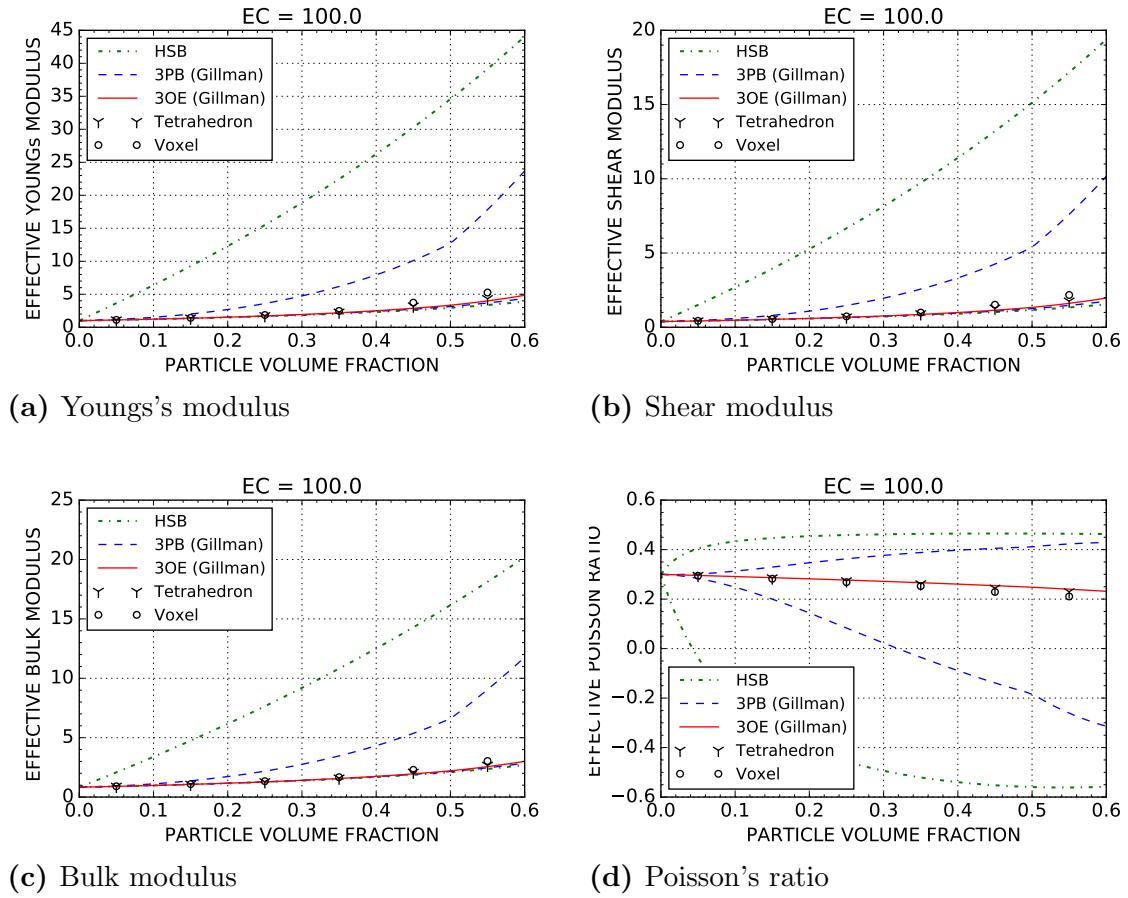 EC = 100.0
45
40
35
30
25
20
15
10
5
0
EFFECTIVE YOUNGs MODULUS
HSB
3PB (Gillman)
3OE (Gillman)
Tetrahedron
Voxel
0.0 0.1 0.2 0.3 0.4 0.5 0.6
PARTICLE VOLUME FRACTION
(a) Youngs's modulus
EC = 100.0
20
15
10
5
0
EFFECTIVE SHEAR MODULUS
HSB
3PB (Gillman)
3OE (Gillman)
Tetrahedron
Voxel
0.0 0.1 0.2 0.3 0.4 0.5 0.6
PARTICLE VOLUME FRACTION
(b) Shear modulus
EC = 100.0
25
20
15
10
5
0
EFFECTIVE BULK MODULUS
HSB
3PB (Gillman)
3OE (Gillman)
Tetrahedron
Voxel
0.0 0.1 0.2 0.3 0.4 0.5 0.6
PARTICLE VOLUME FRACTION
(c) Bulk modulus
EC = 100.0
0.6
0.4
0.2
0.0
−0.2
−0.4
−0.6
EFFECTIVE POISSON RATIO
HSB
3PB (Gillman)
3OE (Gillman)
Tetrahedron
Voxel
0.0 0.1 0.2 0.3 0.4 0.5 0.6
PARTICLE VOLUME FRACTION
(d) Poisson's ratio